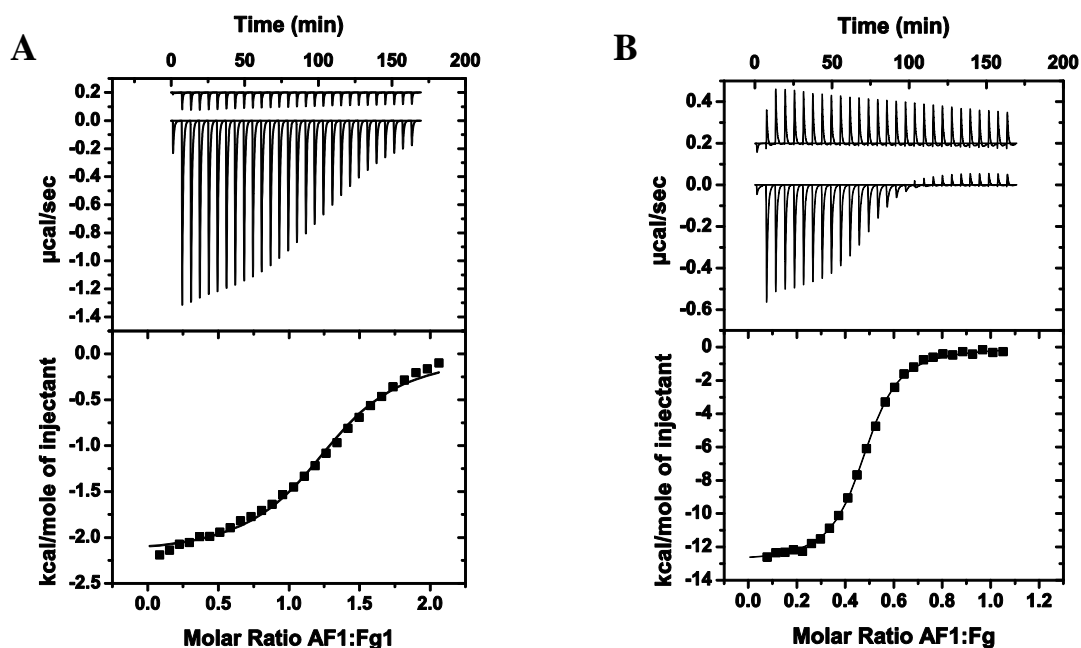 A
Time (min)
0 50 100 150 200
0.2
0.0
-0.2
-0.4
-0.6
-0.8
-1.0
-1.2
-1.4
µcal/sec
0.0
-0.5
-1.0
-1.5
-2.0
-2.5
kcal/mole of injectant
0.0 0.5 1.0 1.5 2.0
Molar Ratio AF1:Fg1
B
Time (min)
0 50 100 150 200
0.4
0.2
0.0
-0.2
-0.4
-0.6
µcal/sec
0
-2
-4
-6
-8
-10
-12
-14
kcal/mole of injectant
0.0 0.2 0.4 0.6 0.8 1.0 1.2
Molar Ratio AF1:Fg